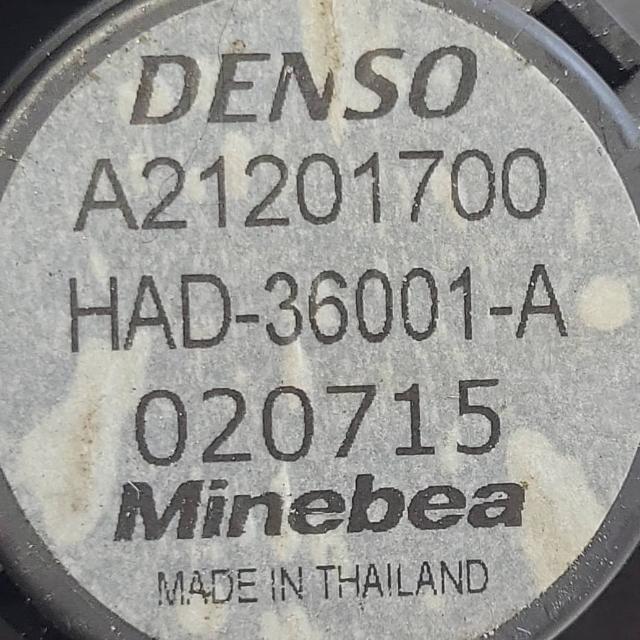 DENSO
A21201700
HAD-36001-A
020715
Minebea
MADE IN THAILAND